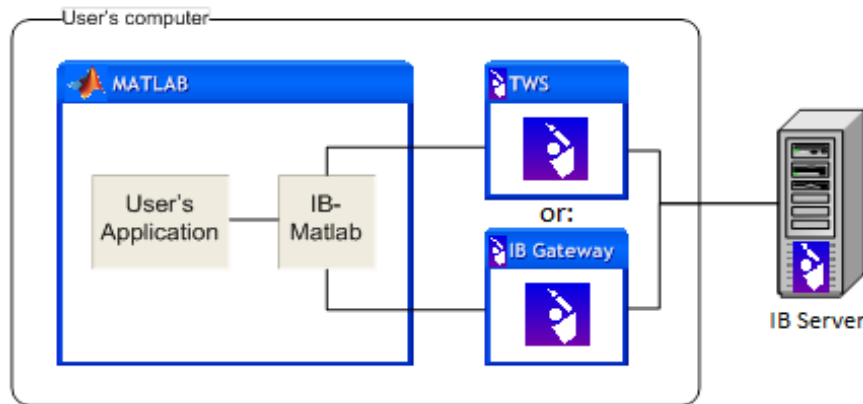 User's computer
MATLAB
TWS
User's
Application
IB-
Matlab
or:
IB Gateway
IB Server